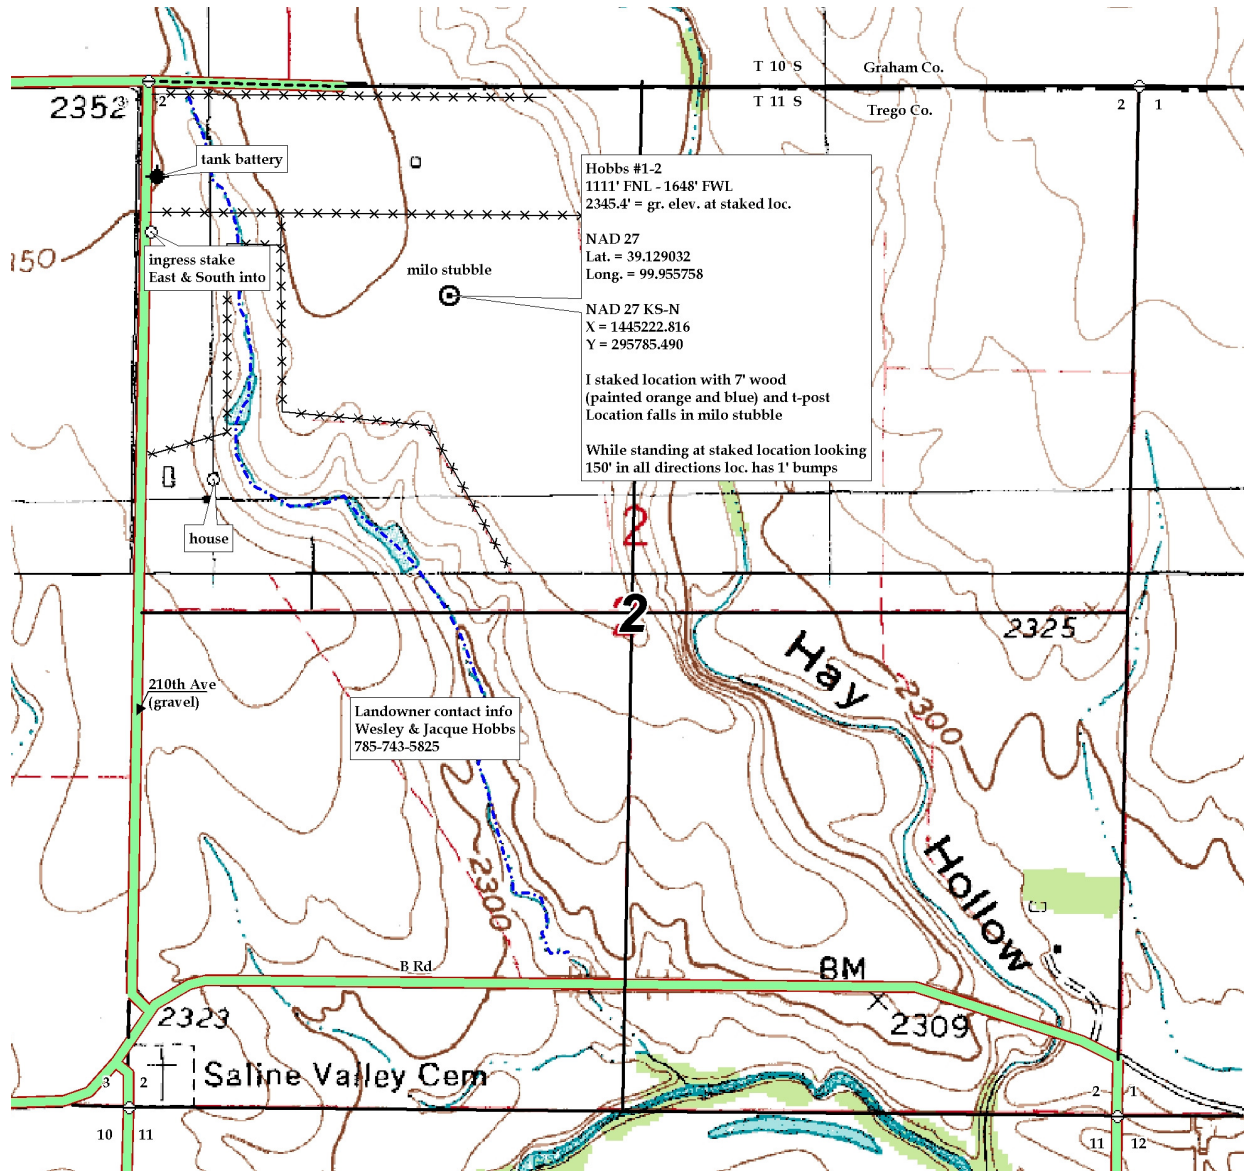 T 10 S
Graham Co.
2352
3
2
T 11 S
Trego Co.
2
1
tank battery
Hobbs #1-2
1111' FNL - 1648' FWL
2345.4' = gr. elev. at staked loc.
NAD 27
Lat. = 39.129032
Long. = 99.955758
NAD 27 KS-N
X = 1445222.816
Y = 295785.490
I staked location with 7' wood
(painted orange and blue) and t-post
Location falls in milo stubble
While standing at staked location looking
150' in all directions loc. has 1' bumps
ingress stake
East & South into
milo stubble
house
2
2
2325
Hay
Hollow
2300
210th Ave
(gravel)
Landowner contact info
Wesley & Jacque Hobbs
785-743-5825
2300
B Rd
BM
2309
2323
Saline Valley Cem
3
2
10
11
2
1
11
12